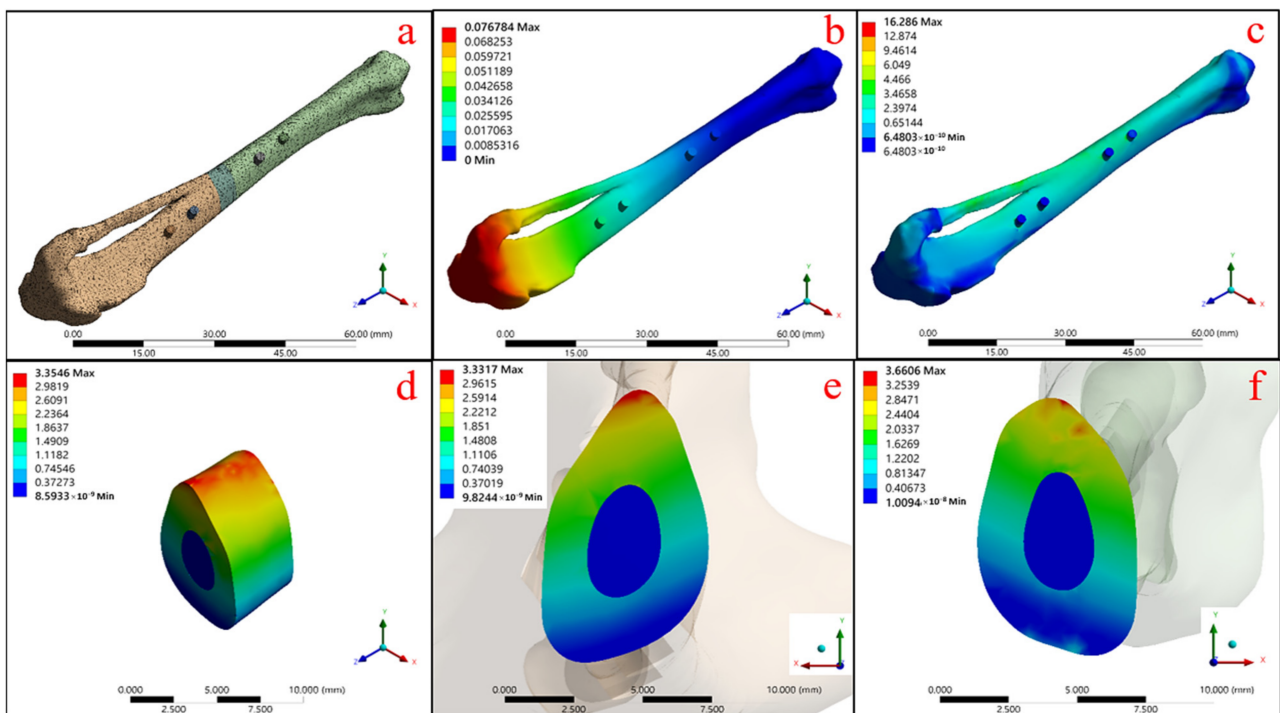 a
Y
Z
X
0.00
30.00
60.00 (mm)
15.00
45.00
b
0.076784 Max
0.068253
0.059721
0.051189
0.042658
0.034126
0.025595
0.017063
0.0085316
0 Min
Y
Z
X
0.00
30.00
60.00 (mm)
15.00
45.00
c
16.286 Max
12.874
9.4614
6.049
4.466
3.4658
2.3974
0.65144
6.4803×10⁻¹⁰ Min
6.4803×10⁻¹⁰
Y
Z
X
0.00
30.00
60.00 (mm)
15.00
45.00
d
3.3546 Max
2.9819
2.6091
2.2364
1.8637
1.4909
1.1182
0.74546
0.37273
8.5933×10⁻⁹ Min
Y
Z
X
0.000
5.000
10.000 (mm)
2.500
7.500
e
3.3317 Max
2.9615
2.5914
2.2212
1.851
1.4808
1.1106
0.74039
0.37019
9.8244×10⁻⁹ Min
Y
X
0.000
5.000
10.000 (mm)
2.500
7.500
f
3.6606 Max
3.2539
2.8471
2.4404
2.0337
1.6269
1.2202
0.81347
0.40673
1.0094×10⁻⁸ Min
Y
Z
X
0.000
5.000
10.000 (mm)
2.500
7.500